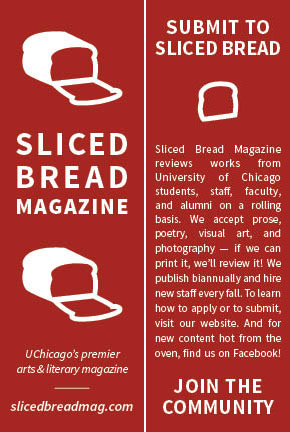 SLICED
BREAD
MAGAZINE
UChicago's premier
arts & literary magazine
slicedbreadmag.com
SUBMIT TO
SLICED BREAD
Sliced Bread Magazine
reviews works from
University of Chicago
students, staff, faculty,
and alumni on a rolling
basis. We accept prose,
poetry, visual art, and
photography — if we can
print it, we'll review it! We
publish biannually and hire
new staff every fall. To learn
how to apply or to submit,
visit our website. And for
new content hot from the
oven, find us on Facebook!
JOIN THE
COMMUNITY